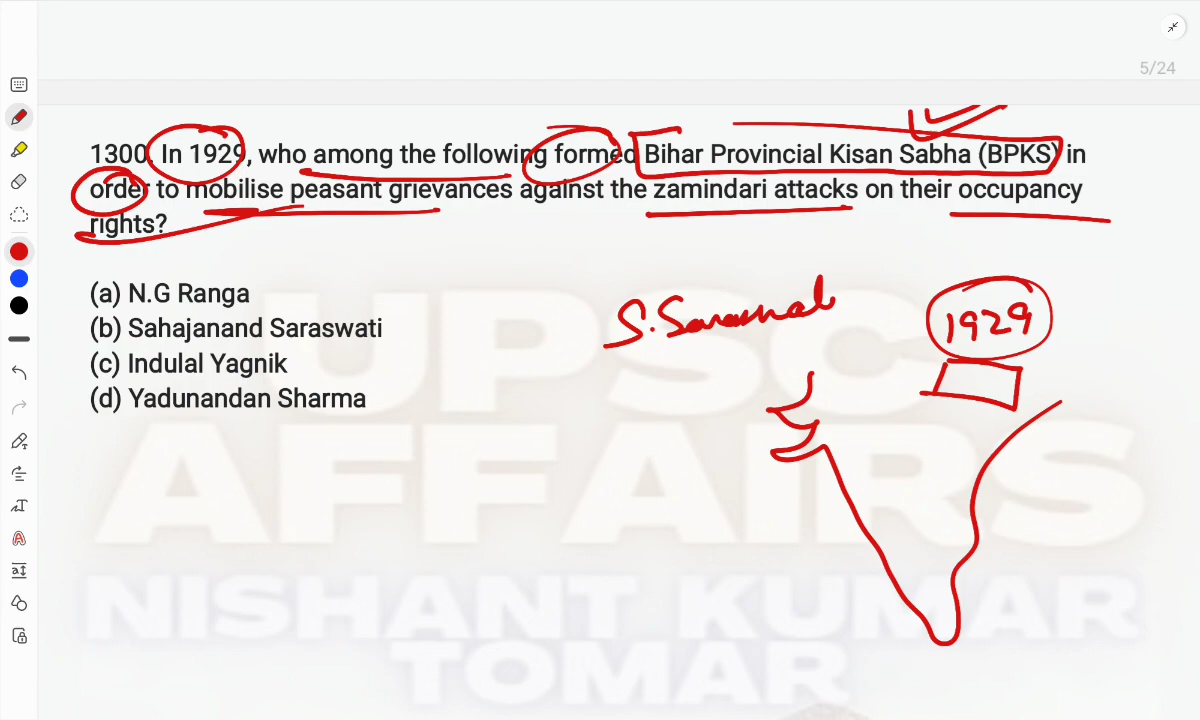 5/24
1300. In 1929, who among the following formed Bihar Provincial Kisan Sabha (BPKS) in
order to mobilise peasant grievances against the zamindari attacks on their occupancy
rights?
(a) N.G Ranga
(b) Sahajanand Saraswati
(c) Indulal Yagnik
(d) Yadunandan Sharma
1929
UPSC
AFFAIRS
NISHANT KUMAR
TOMAR